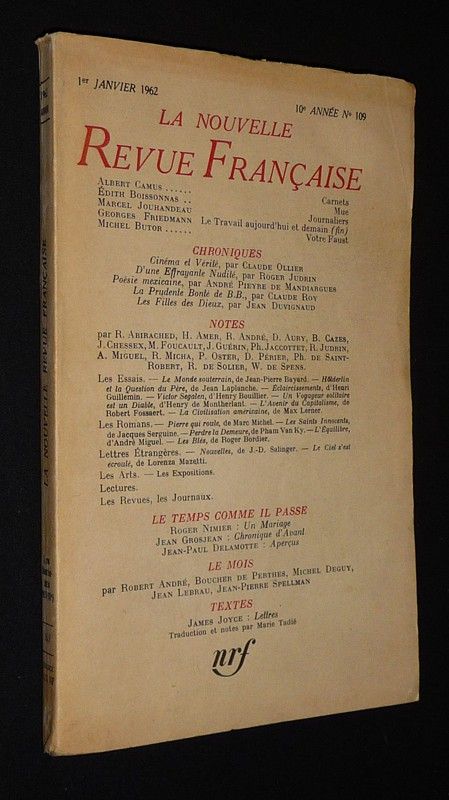 1er JANVIER 1962
10e ANNÉE No 109
LA NOUVELLE
REVUE FRANÇAISE
ALBERT CAMUS ...... Carnets
ÉDITH BOISSONNAS .. Mue
MARCEL JOUHANDEAU Journaliers
GEORGES FRIEDMANN Le Travail aujourd'hui et demain (fin)
MICHEL BUTOR ...... Votre Faust
CHRONIQUES
Cinéma et Vérité, par CLAUDE OLLIER
D'une Effrayante Nudité, par ROGER JUDRIN
Poésie mexicaine, par ANDRÉ PIEYRE DE MANDIARGUES
La Prudente Bonté de B.B., par CLAUDE ROY
Les Filles des Dieux, par JEAN DUVIGNAUD
NOTES
par R. ABIRACHED, H. AMER, R. ANDRÉ, D. AURY, B. CAZES,
J. CHESSEX, M. FOUCAULT, J. GUÉRIN, PH. JACCOTTET, R. JUDRIN,
A. MIGUEL, R. MICHA, P. OSTER, D. PÉRIER, PH. DE SAINT-
ROBERT, R. DE SOLIER, W. DE SPENS.
Les Essais. — Le Monde souterrain, de Jean-Pierre Bayard. — Hölderlin
et la Question du Père, de Jean Laplanche. — Éclaircissements, d'Henri
Guillemin. — Victor Segalen, d'Henry Bouillier. — Un Voyageur solitaire
est un Diable, d'Henry de Montherlant. — L'Avenir du Capitalisme, de
Robert Fossaert. — La Civilisation américaine, de Max Lerner.
Les Romans. — Pierre qui roule, de Marc Michel. — Les Saints Innocents,
de Jacques Serguine. — Perdre la Demeure, de Pham Van Ky. — L'Équilibre,
d'André Miguel. — Les Blés, de Roger Bordier.
Lettres Étrangères. — Nouvelles, de J.-D. Salinger. — Le Ciel s'est
écroulé, de Lorenza Mazetti.
Les Arts. — Les Expositions.
Lectures.
Les Revues, les Journaux.
LE TEMPS COMME IL PASSE
ROGER NIMIER : Un Mariage
JEAN GROSJEAN : Chronique d'Avant
JEAN-PAUL DELAMOTTE : Aperçus
LE MOIS
par ROBERT ANDRÉ, BOUCHER DE PERTHES, MICHEL DEGUY,
JEAN LEBRAU, JEAN-PIERRE SPELLMAN
TEXTES
JAMES JOYCE : Lettres
Traduction et notes par Marie Tadié
nrf
LA NOUVELLE REVUE FRANÇAISE